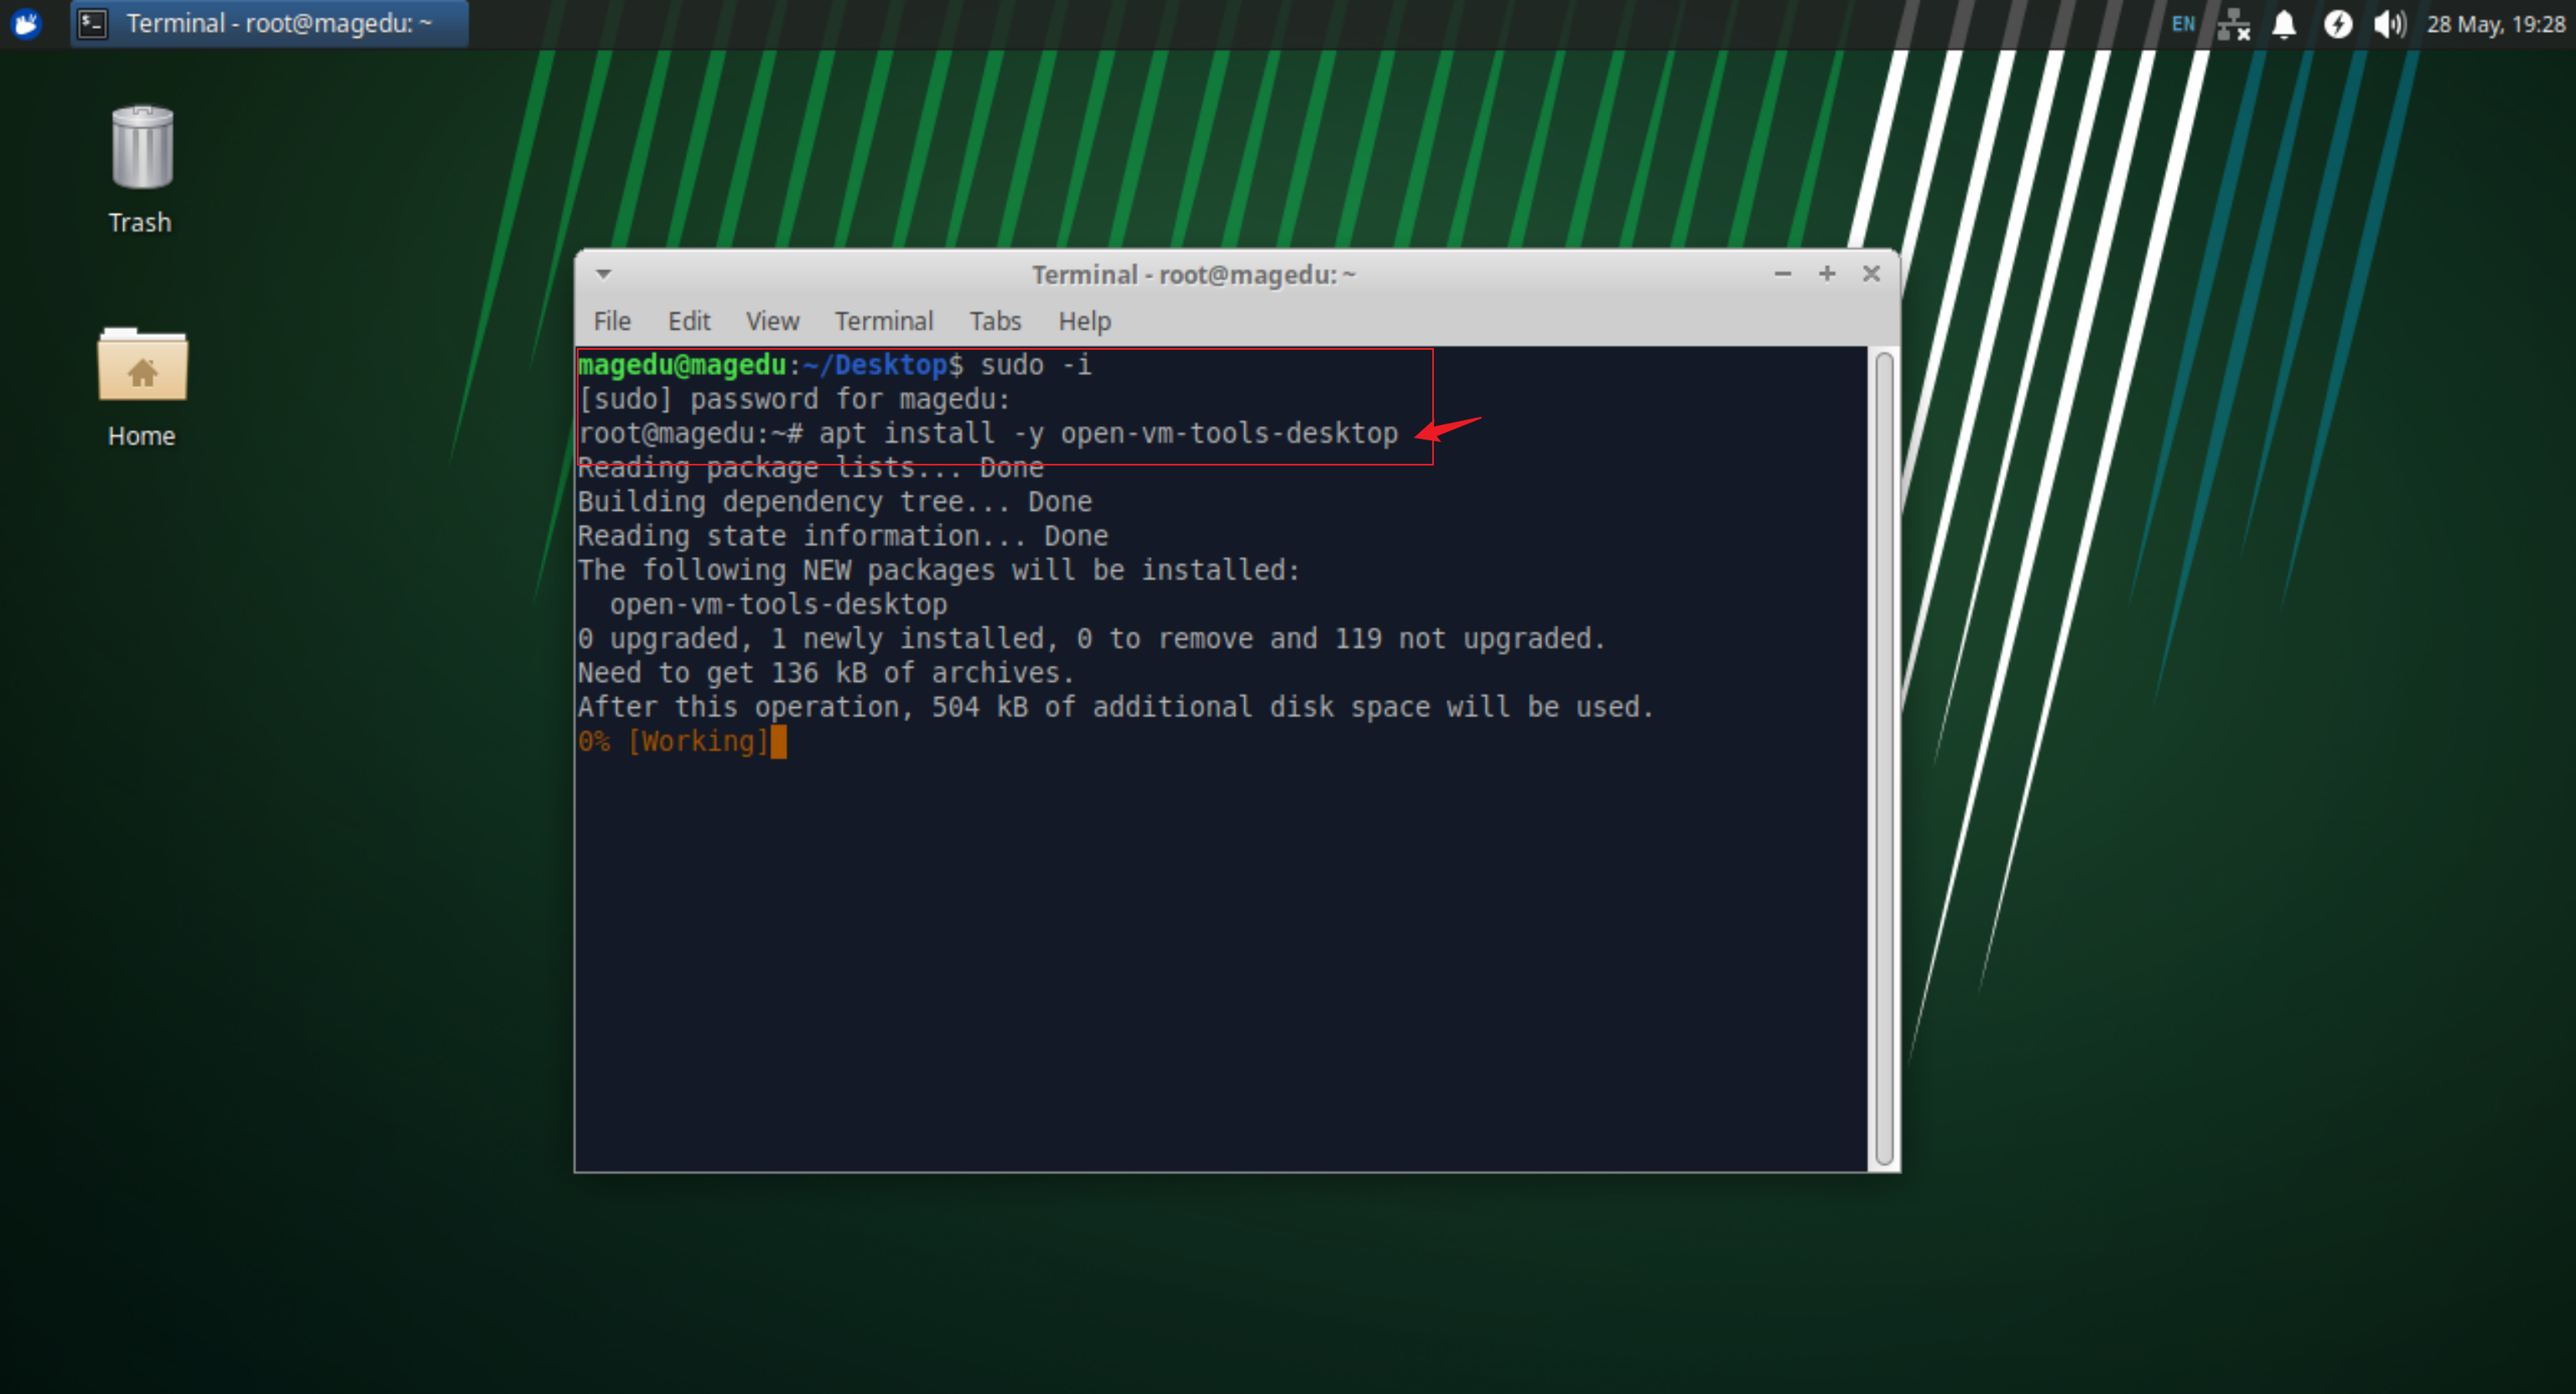 Terminal - root@magedu: ~
EN
28 May, 19:28
Trash
Home
Terminal - root@magedu: ~
File Edit View Terminal Tabs Help
magedu@magedu:~/Desktop$ sudo -i
[sudo] password for magedu:
root@magedu:~# apt install -y open-vm-tools-desktop
Reading package lists... Done
Building dependency tree... Done
Reading state information... Done
The following NEW packages will be installed:
  open-vm-tools-desktop
0 upgraded, 1 newly installed, 0 to remove and 119 not upgraded.
Need to get 136 kB of archives.
After this operation, 504 kB of additional disk space will be used.
0% [Working]